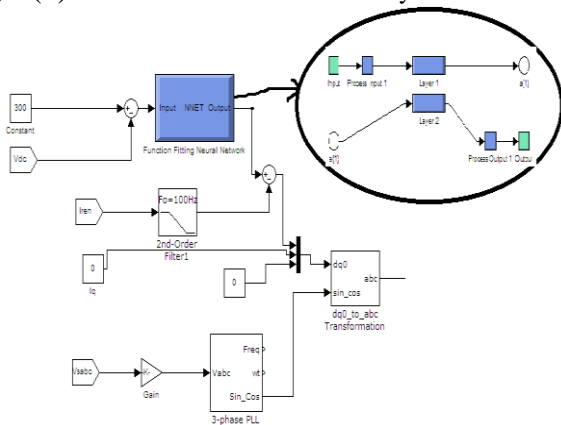 Input
Process Input 1
Layer 1
a{1}
a{1}
Layer 2
Process Output 1
Output
300
Constant
Vdc
Input NNET Output
Function Fitting Neural Network
Iren
Fo=100Hz
2nd-Order
Filter1
0
Iq
0
dq0
abc
sin_cos
dq0_to_abc
Transformation
Vsabc
K-
Gain
Vabc
Freq
wt
Sin_Cos
3-phase PLL